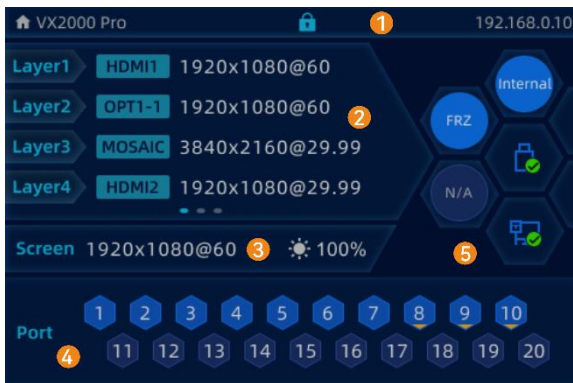 VX2000 Pro 1 192.168.0.10
Layer1 HDMI1 1920x1080@60
Layer2 OPT1-1 1920x1080@60 2
Layer3 MOSAIC 3840x2160@29.99
Layer4 HDMI2 1920x1080@29.99
Internal
FRZ
N/A
5
Screen 1920x1080@60 3 100%
Port
1 2 3 4 5 6 7 8 9 10
4 11 12 13 14 15 16 17 18 19 20